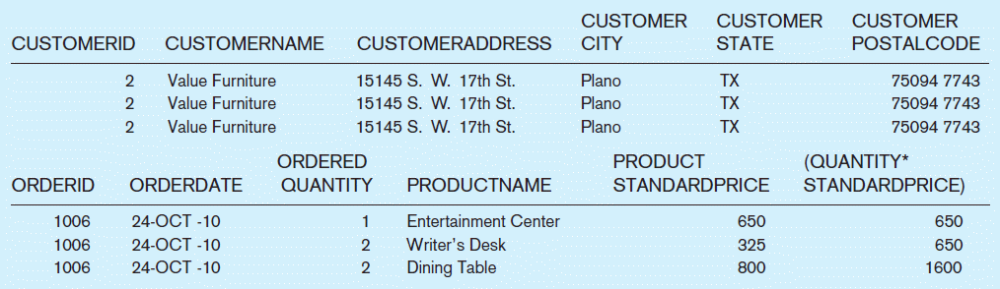 CUSTOMER CUSTOMER CUSTOMER
CUSTOMERID CUSTOMERNAME CUSTOMERADDRESS CITY STATE POSTALCODE
2 Value Furniture 15145 S. W. 17th St. Plano TX 75094 7743
2 Value Furniture 15145 S. W. 17th St. Plano TX 75094 7743
2 Value Furniture 15145 S. W. 17th St. Plano TX 75094 7743
ORDERED PRODUCT (QUANTITY*
ORDERID ORDERDATE QUANTITY PRODUCTNAME STANDARDPRICE STANDARDPRICE)
1006 24-OCT -10 1 Entertainment Center 650 650
1006 24-OCT -10 2 Writer's Desk 325 650
1006 24-OCT -10 2 Dining Table 800 1600